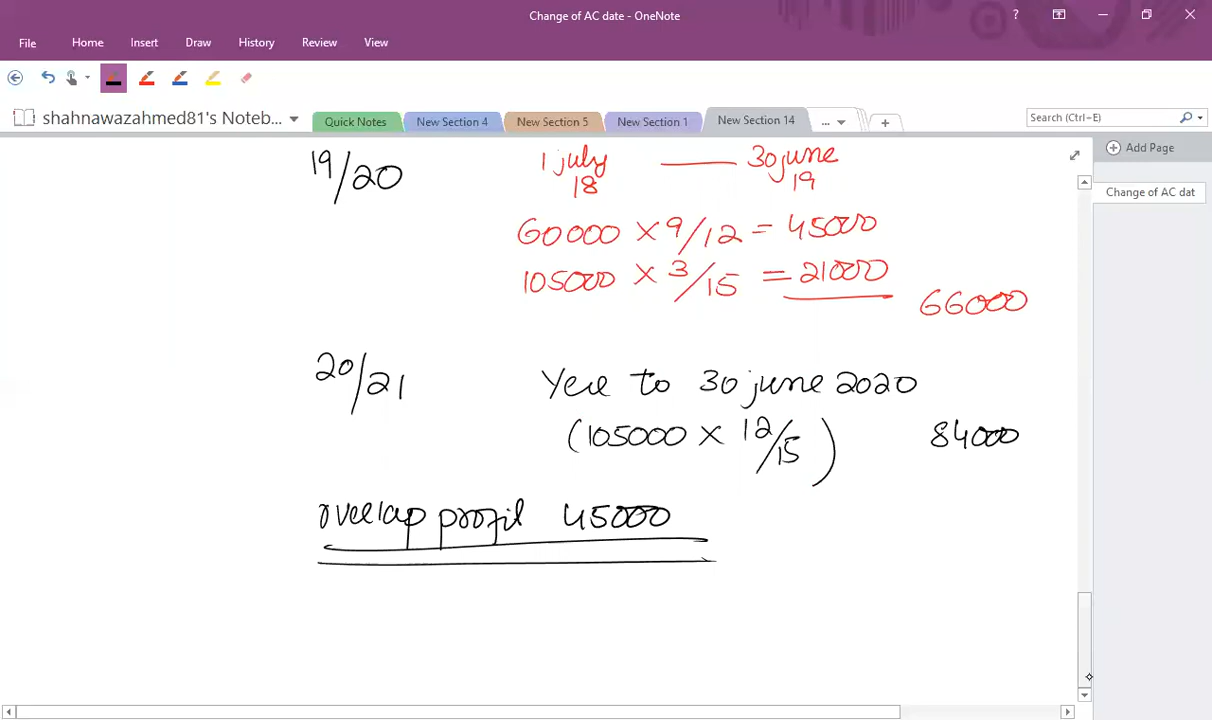 Change of AC date - OneNote
?
File Home Insert Draw History Review View
shahnawazahmed81's Noteb... Quick Notes New Section 4 New Section 5 New Section 1 New Section 14 ... + Search (Ctrl+E)
Add Page
Change of AC dat
19/20 1 july 18 — 30 june 19
60000 × 9/12 = 45000
105000 × 3/15 = 21000
66000
20/21 Year to 30 june 2020
(105000 × 12/15) 84000
overlap profit 45000